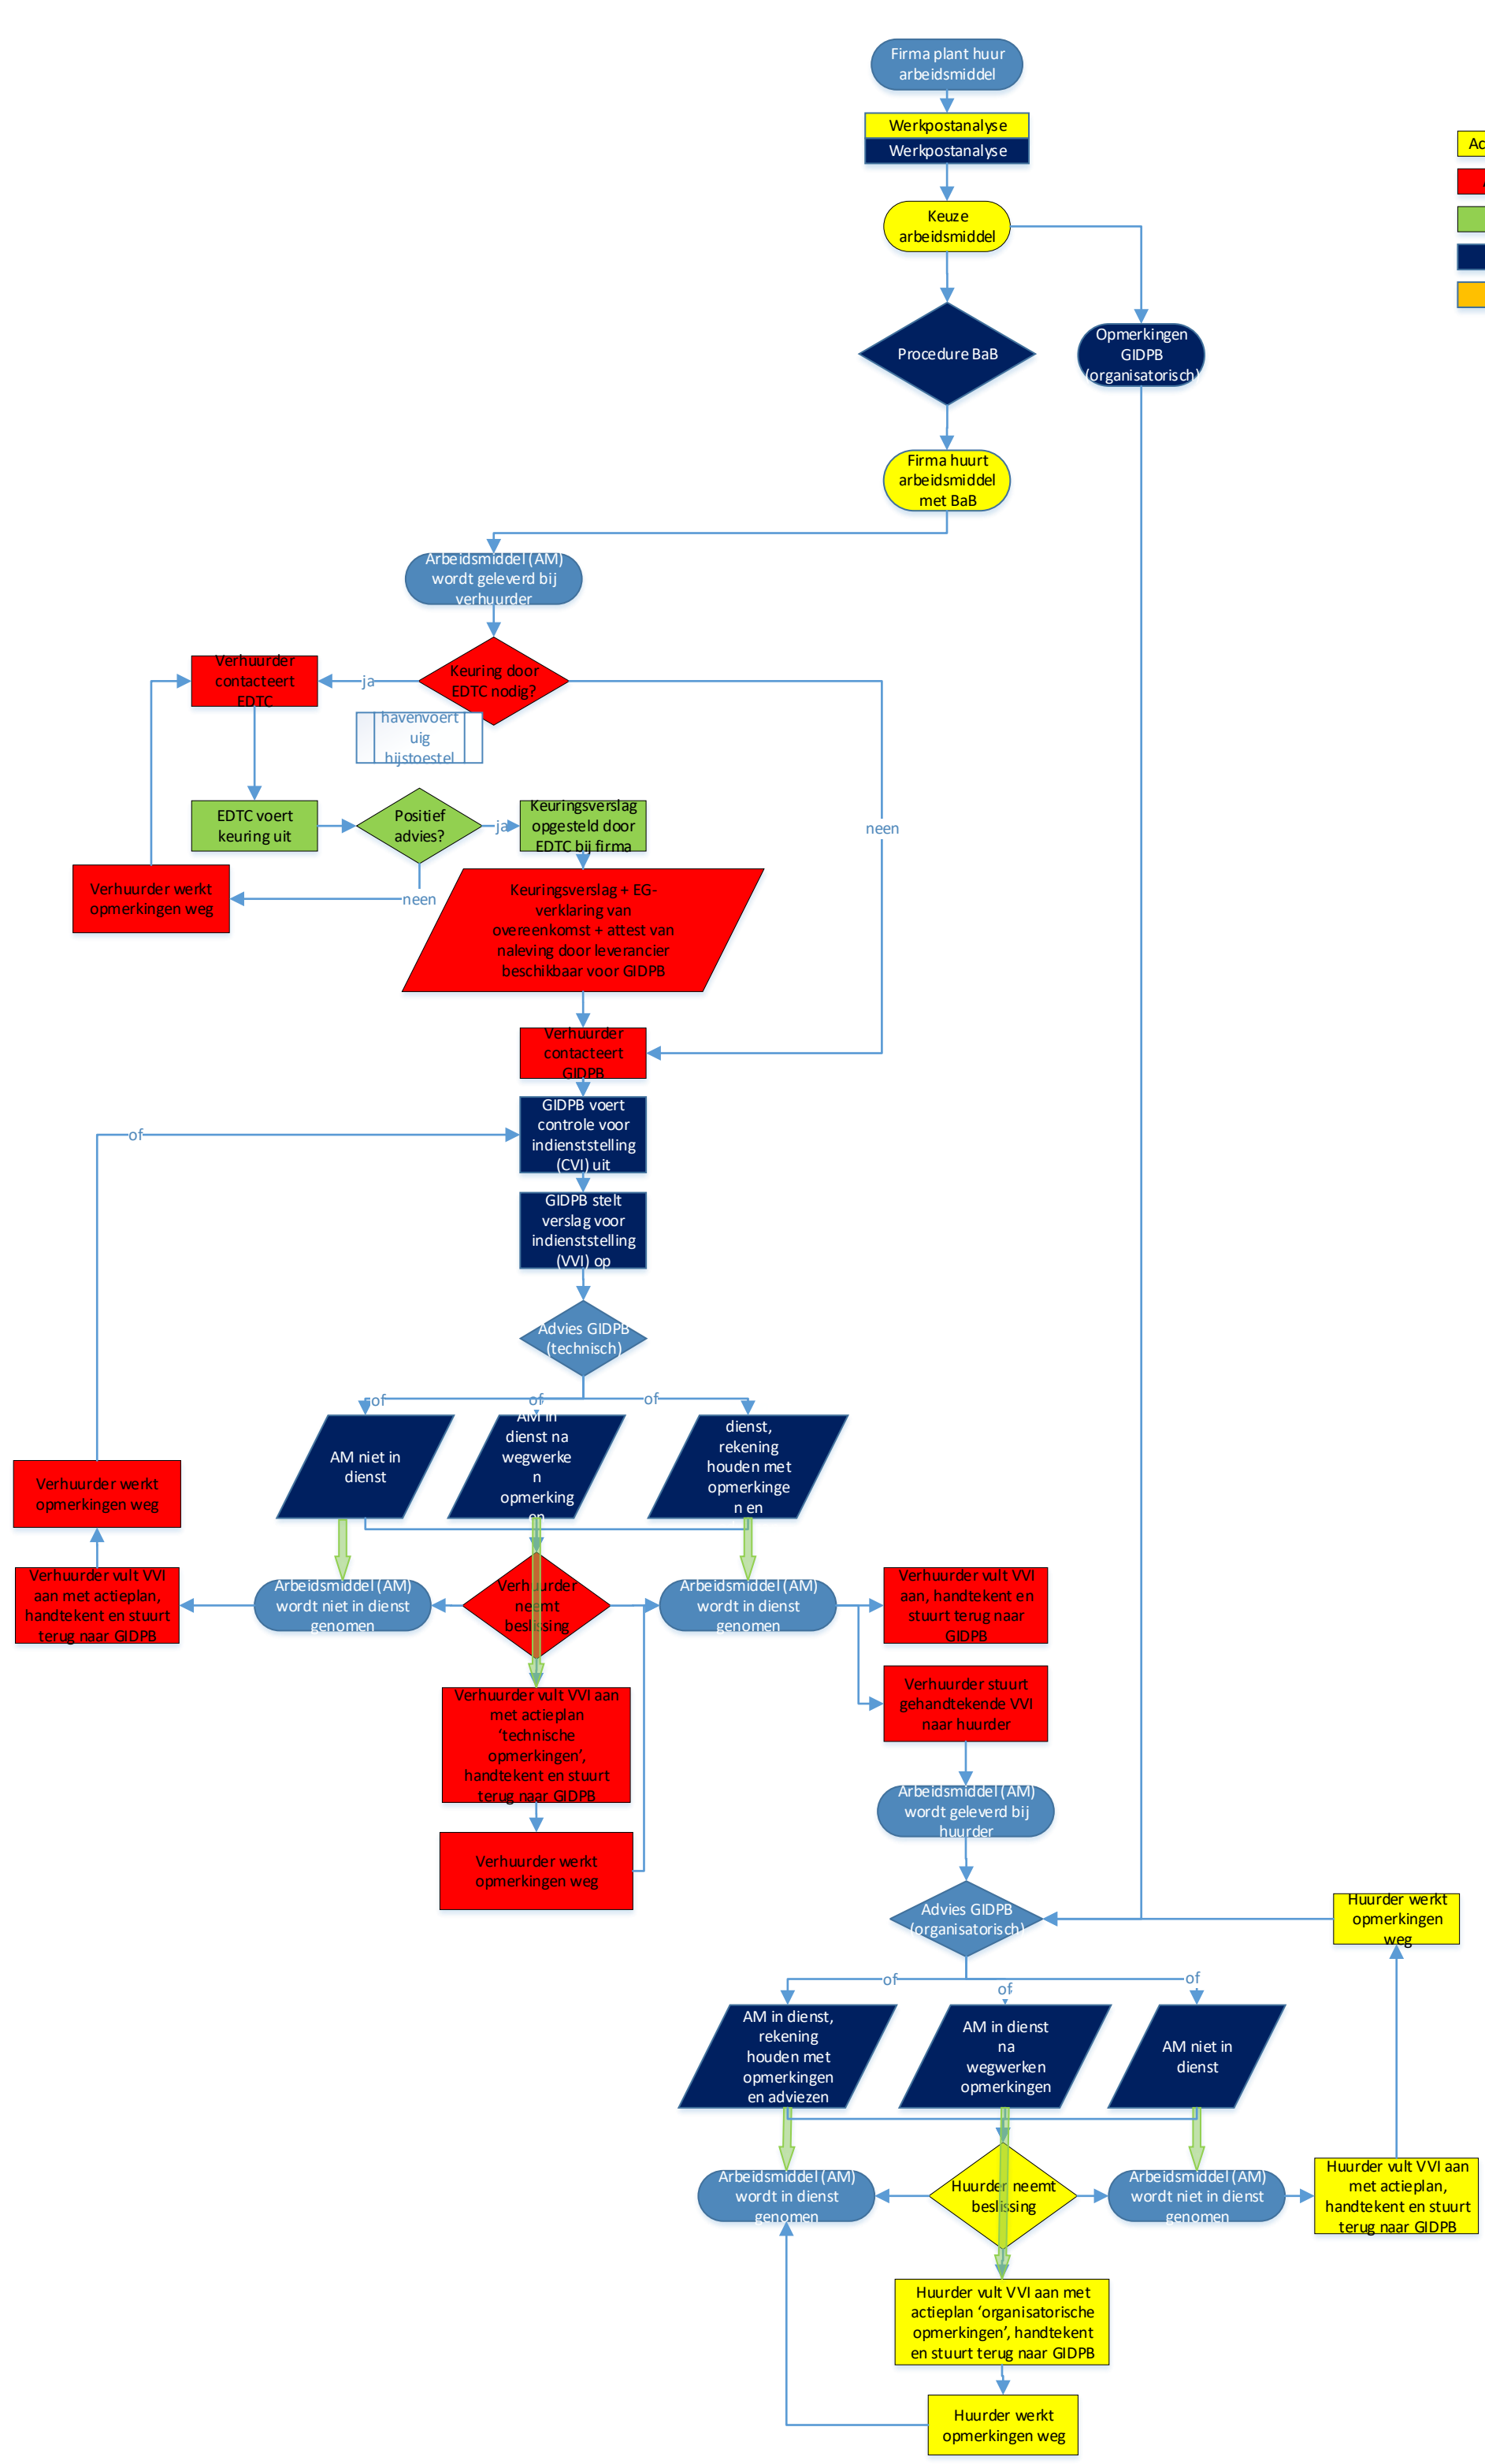 Firma plant huur
arbeidsmiddel
Werkpostanalyse
Werkpostanalyse
Ac
Keuze
arbeidsmiddel
Procedure BaB
Opmerkingen
GIDPB
(organisatorisch)
Firma huurt
arbeidsmiddel
met BaB
Arbeidsmiddel (AM)
wordt geleverd bij
verhuurder
Keuring door
EDTC nodig?
ja
Verhuurder
contacteert
EDTC
havenvoert
uig
hijstoestel
neen
EDTC voert
keuring uit
Positief
advies?
ja
Keuringsverslag
opgesteld door
EDTC bij firma
neen
Verhuurder werkt
opmerkingen weg
Keuringsverslag + EG-
verklaring van
overeenkomst + attest van
naleving door leverancier
beschikbaar voor GIDPB
Verhuurder
contacteert
GIDPB
GIDPB voert
controle voor
indienststelling
(CVI) uit
of
GIDPB stelt
verslag voor
indienststelling
(VVI) op
Advies GIDPB
(technisch)
of
of
of
AM niet in
dienst
AM in
dienst na
wegwerke
n
opmerking
en
dienst,
rekening
houden met
opmerkinge
n en
Verhuurder werkt
opmerkingen weg
Verhuurder vult VVI
aan met actieplan,
handtekent en stuurt
terug naar GIDPB
Arbeidsmiddel (AM)
wordt niet in dienst
genomen
Verhuurder
neemt
beslissing
Arbeidsmiddel (AM)
wordt in dienst
genomen
Verhuurder vult VVI
aan, handtekent en
stuurt terug naar
GIDPB
Verhuurder stuurt
gehandtekende VVI
naar huurder
Verhuurder vult VVI aan
met actieplan
‘technische
opmerkingen’,
handtekent en stuurt
terug naar GIDPB
Verhuurder werkt
opmerkingen weg
Arbeidsmiddel (AM)
wordt geleverd bij
huurder
Advies GIDPB
(organisatorisch)
Huurder werkt
opmerkingen
weg
of
of
of
AM in dienst,
rekening
houden met
opmerkingen
en adviezen
AM in dienst
na
wegwerken
opmerkingen
AM niet in
dienst
Arbeidsmiddel (AM)
wordt in dienst
genomen
Huurder neemt
beslissing
Arbeidsmiddel (AM)
wordt niet in dienst
genomen
Huurder vult VVI aan
met actieplan,
handtekent en stuurt
terug naar GIDPB
Huurder vult VVI aan met
actieplan ‘organisatorische
opmerkingen’, handtekent
en stuurt terug naar GIDPB
Huurder werkt
opmerkingen weg